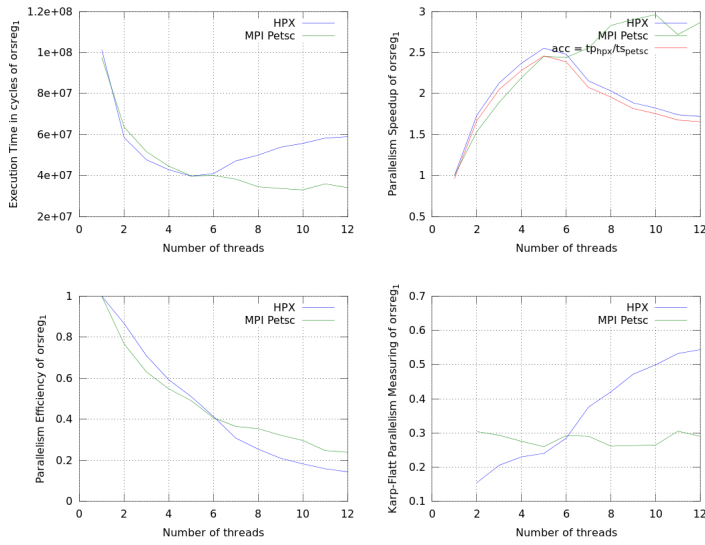 Execution Time in cycles of orsreg₁
1.2e+08
1e+08
8e+07
6e+07
4e+07
2e+07
0 2 4 6 8 10 12
Number of threads
HPX
MPI Petsc
Parallelism Speedup of orsreg₁
3
2.5
2
1.5
1
0.5
0 2 4 6 8 10 12
Number of threads
HPX
MPI Petsc
acc = tp_hpx/ts_petsc
Parallelism Efficiency of orsreg₁
1
0.8
0.6
0.4
0.2
0
0 2 4 6 8 10 12
Number of threads
HPX
MPI Petsc
Karp-Flatt Parallelism Measuring of orsreg₁
0.7
0.6
0.5
0.4
0.3
0.2
0.1
0 2 4 6 8 10 12
Number of threads
HPX
MPI Petsc